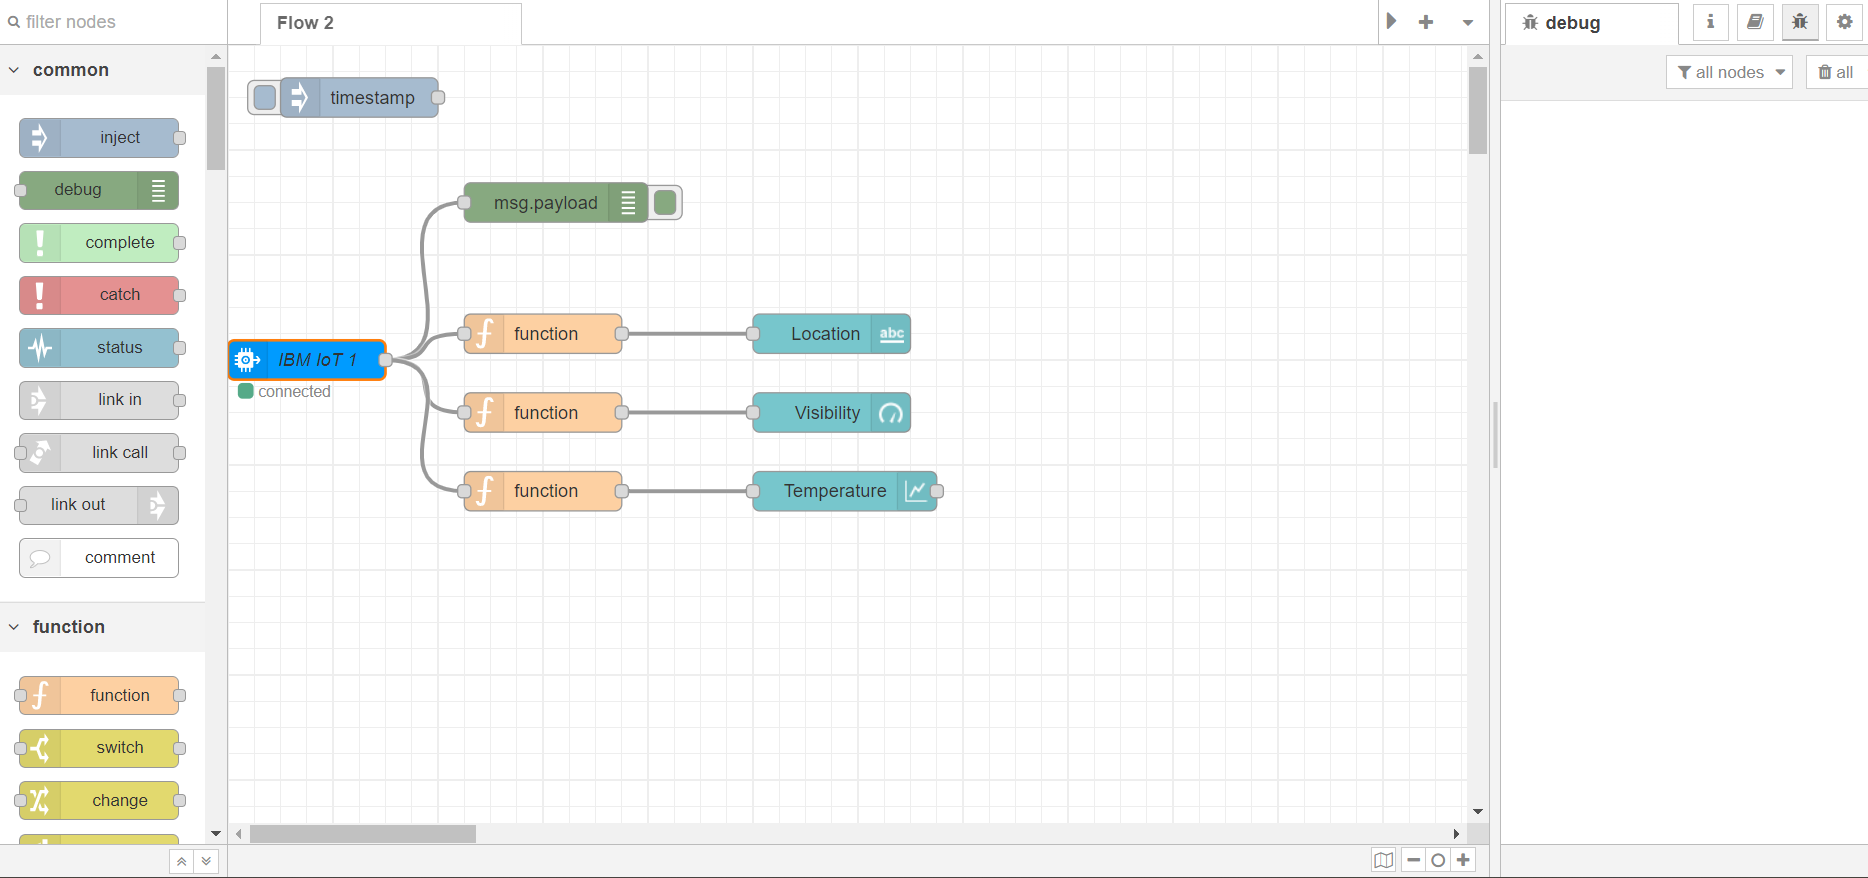 filter nodes
Flow 2
debug
i
all nodes
all
common
inject
debug
complete
catch
status
link in
link call
link out
comment
function
function
switch
change
timestamp
msg.payload
IBM IoT 1
connected
function
Location
abc
function
Visibility
function
Temperature